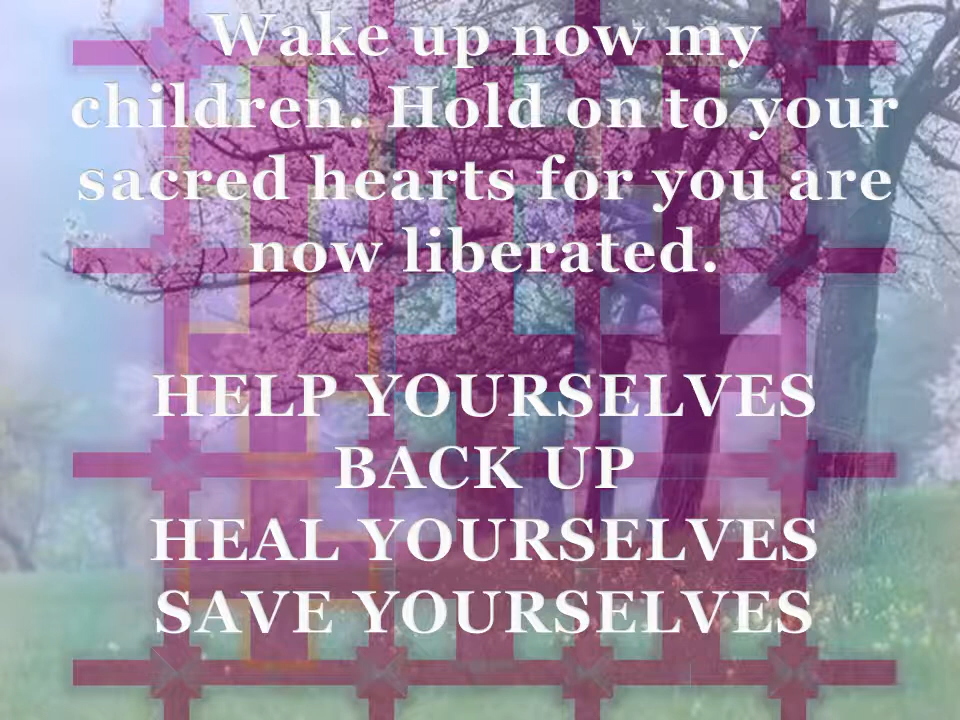 Wake up now my
children. Hold on to your
sacred hearts for you are
now liberated.
HELP YOURSELVES
BACK UP
HEAL YOURSELVES
SAVE YOURSELVES